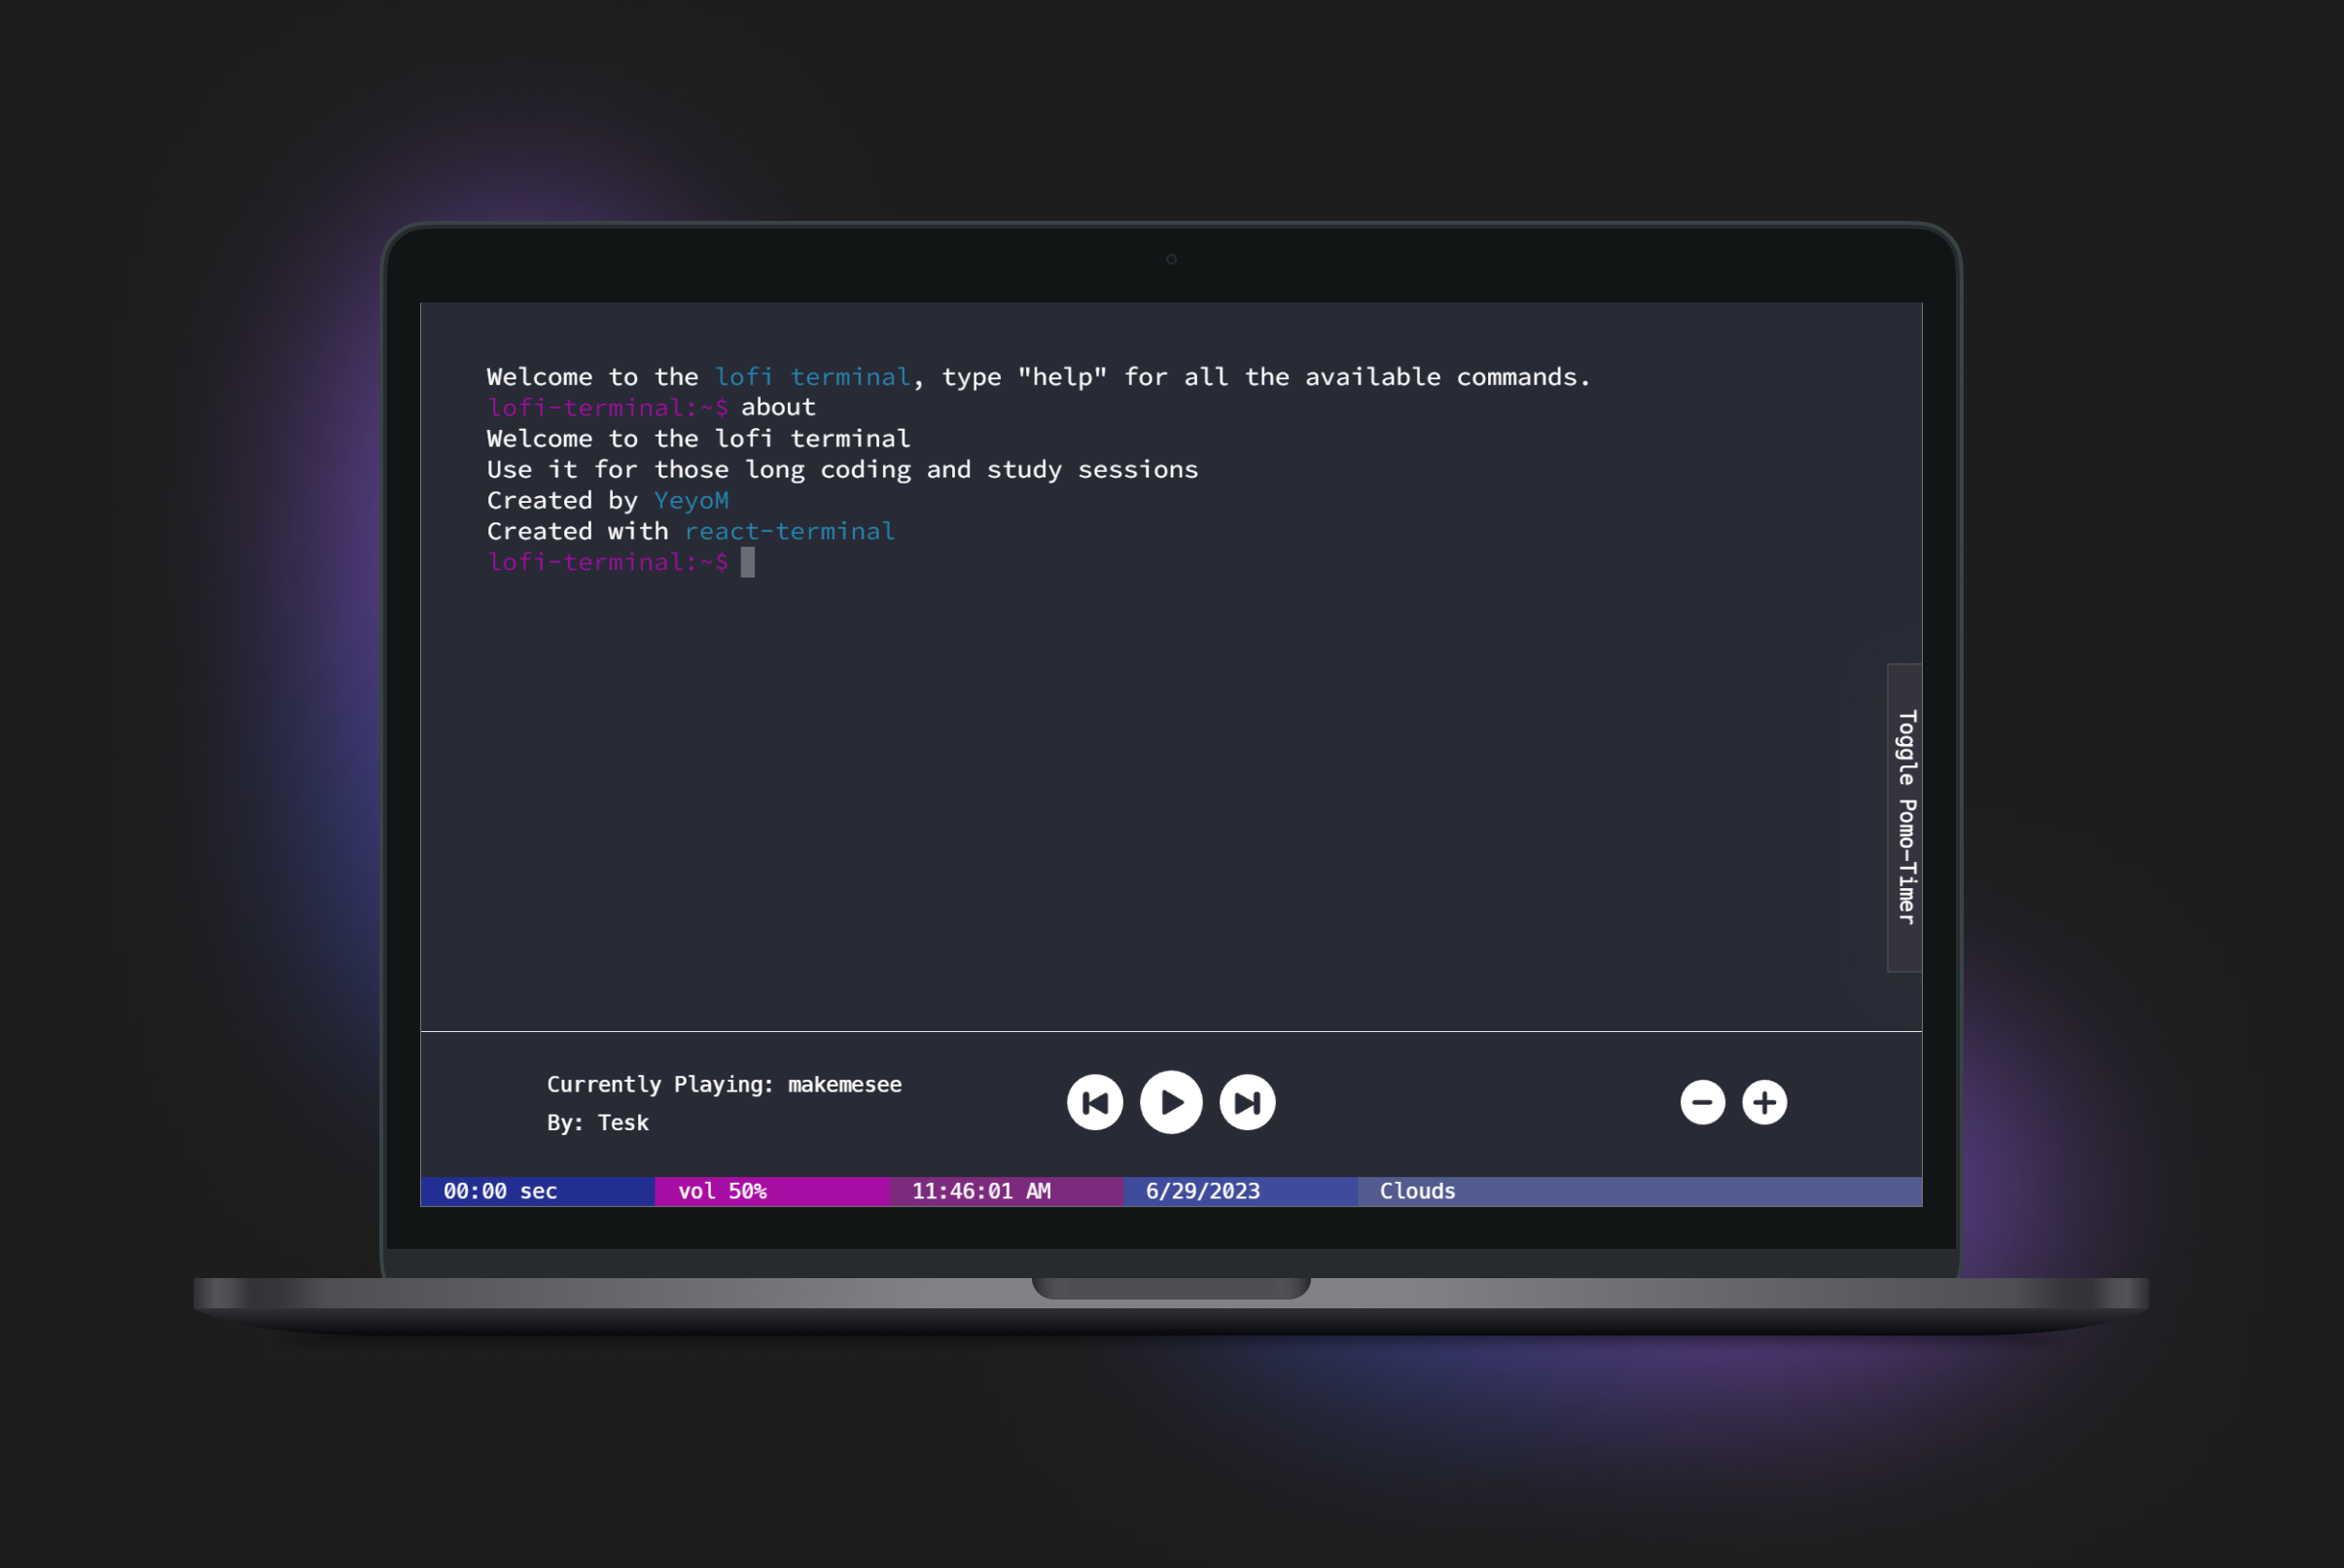 Welcome to the lofi terminal, type "help" for all the available commands.
lofi-terminal:~$ about
Welcome to the lofi terminal
Use it for those long coding and study sessions
Created by YeyoM
Created with react-terminal
lofi-terminal:~$
Toggle Pomo-Timer
Currently Playing: makemesee
By: Tesk
00:00 sec vol 50% 11:46:01 AM 6/29/2023 Clouds